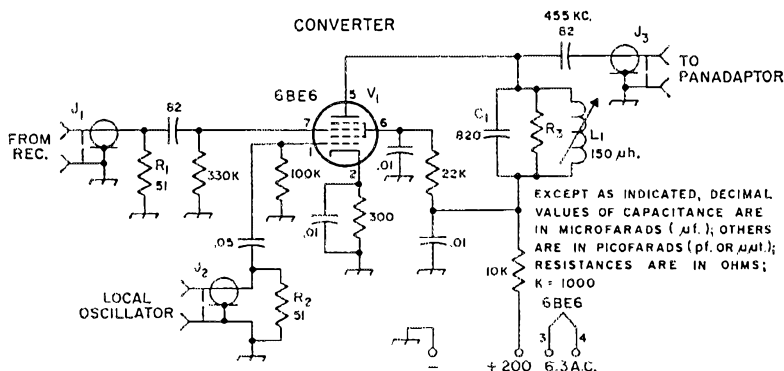 CONVERTER
455 KC.
82
J3
TO
PANADAPTOR
6BE6
V1
5
7
6
1
2
J1
FROM
REC.
82
R1
51
330K
100K
.01
22K
C1
820
R3
L1
150 µh.
.01
300
.01
10K
.05
J2
LOCAL
OSCILLATOR
R2
51
EXCEPT AS INDICATED, DECIMAL
VALUES OF CAPACITANCE ARE
IN MICROFARADS (µf.); OTHERS
ARE IN PICOFARADS (pf. OR µµf.);
RESISTANCES ARE IN OHMS;
K = 1000
6BE6
3
4
–
+200
6.3 A.C.